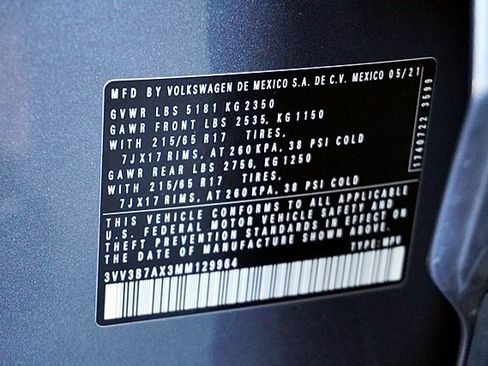 MFD BY VOLKSWAGEN DE MEXICO S.A. DE C.V. MEXICO 05/21
GVWR LBS 5181 KG 2350
GAWR FRONT LBS 2535, KG 1150
WITH 215/65 R17 TIRES,
7JX17 RIMS, AT 260 KPA, 38 PSI COLD
GAWR REAR LBS 2756, KG 1250
WITH 215/65 R17 TIRES,
7JX17 RIMS, AT 260 KPA, 38 PSI COLD
THIS VEHICLE CONFORMS TO ALL APPLICABLE
U.S. FEDERAL MOTOR VEHICLE SAFETY AND
THEFT PREVENTION STANDARDS IN EFFECT ON
THE DATE OF MANUFACTURE SHOWN ABOVE.
3VV3B7AX3MM129964 TYPE: MPV
1740722 3599